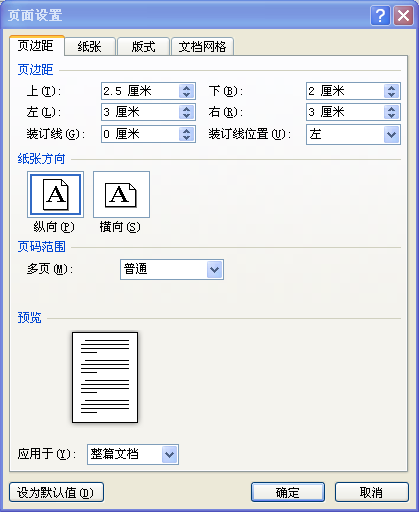 页面设置
页边距 纸张 版式 文档网格
页边距
上(T): 2.5 厘米 下(B): 2 厘米
左(L): 3 厘米 右(R): 3 厘米
装订线(G): 0 厘米 装订线位置(U): 左
纸张方向
A A
纵向(P) 横向(S)
页码范围
多页(M): 普通
预览
应用于(Y): 整篇文档
设为默认值(D) 确定 取消